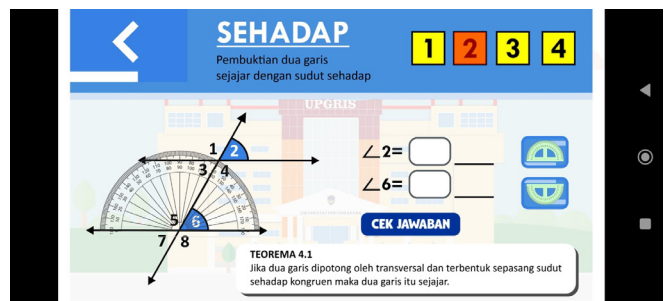 SEHADAP
Pembuktian dua garis
sejajar dengan sudut sehadap
1 2 3 4
UPGRIS
1 2
3 4
5 6
7 8
∠2=
∠6=
CEK JAWABAN
TEOREMA 4.1
Jika dua garis dipotong oleh transversal dan terbentuk sepasang sudut
sehadap kongruen maka dua garis itu sejajar.